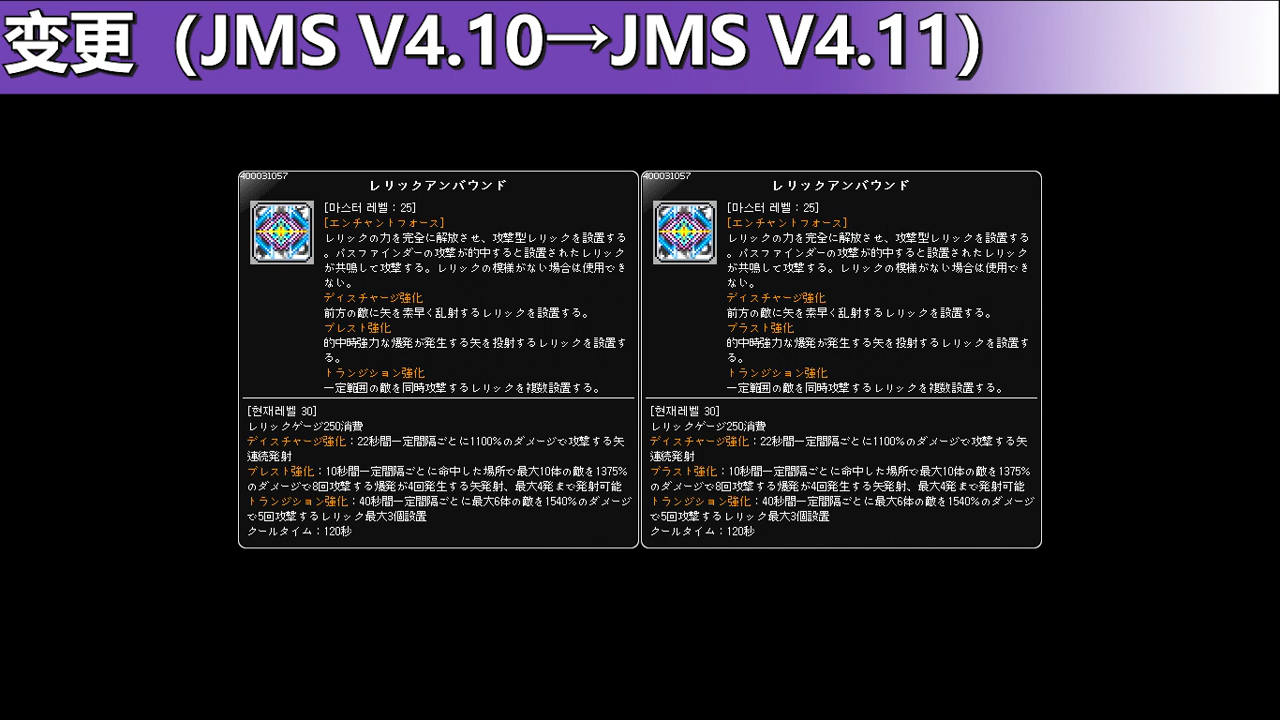 変更（JMS V4.10→JMS V4.11）
400031057
レリックアンバウンド
[마스터 레벨：25]
[エンチャントフォース]
レリックの力を完全に解放させ、攻撃型レリックを設置する
。パスファインダーの攻撃が的中すると設置されたレリック
が共鳴して攻撃する。レリックの模様がない場合は使用でき
ない。
ディスチャージ強化
前方の敵に矢を素早く乱射するレリックを設置する。
ブレスト強化
的中時強力な爆発が発生する矢を投射するレリックを設置す
る。
トランジション強化
一定範囲の敵を同時攻撃するレリックを複数設置する。
[현재레벨 30]
レリックゲージ250消費
ディスチャージ強化：22秒間一定間隔ごとに1100%のダメージで攻撃する矢
連続発射
ブレスト強化：10秒間一定間隔ごとに命中した場所で最大10体の敵を1375%
のダメージで8回攻撃する爆発が4回発生する矢発射、最大4発まで発射可能
トランジション強化：40秒間一定間隔ごとに最大6体の敵を1540%のダメージ
で5回攻撃するレリック最大3個設置
クールタイム：120秒
400031057
レリックアンバウンド
[마스터 레벨：25]
[エンチャントフォース]
レリックの力を完全に解放させ、攻撃型レリックを設置する
。パスファインダーの攻撃が的中すると設置されたレリック
が共鳴して攻撃する。レリックの模様がない場合は使用でき
ない。
ディスチャージ強化
前方の敵に矢を素早く乱射するレリックを設置する。
ブラスト強化
的中時強力な爆発が発生する矢を投射するレリックを設置す
る。
トランジション強化
一定範囲の敵を同時攻撃するレリックを複数設置する。
[현재레벨 30]
レリックゲージ250消費
ディスチャージ強化：22秒間一定間隔ごとに1100%のダメージで攻撃する矢
連続発射
ブラスト強化：10秒間一定間隔ごとに命中した場所で最大10体の敵を1375%
のダメージで8回攻撃する爆発が4回発生する矢発射、最大4発まで発射可能
トランジション強化：40秒間一定間隔ごとに最大6体の敵を1540%のダメージ
で5回攻撃するレリック最大3個設置
クールタイム：120秒